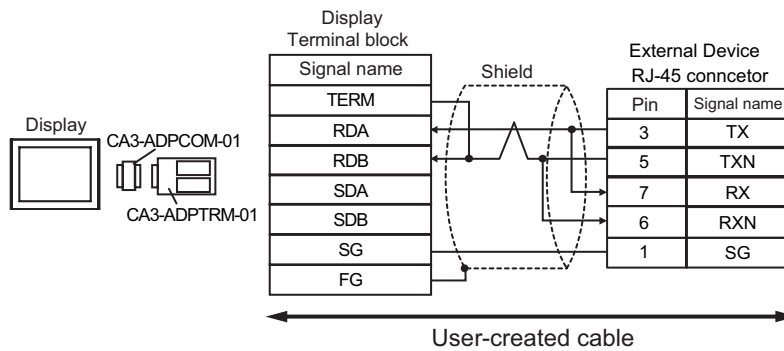 Display
CA3-ADPCOM-01
CA3-ADPTRM-01
Display
Terminal block
Signal name
TERM
RDA
RDB
SDA
SDB
SG
FG
Shield
External Device
RJ-45 conncetor
Pin Signal name
3 TX
5 TXN
7 RX
6 RXN
1 SG
User-created cable